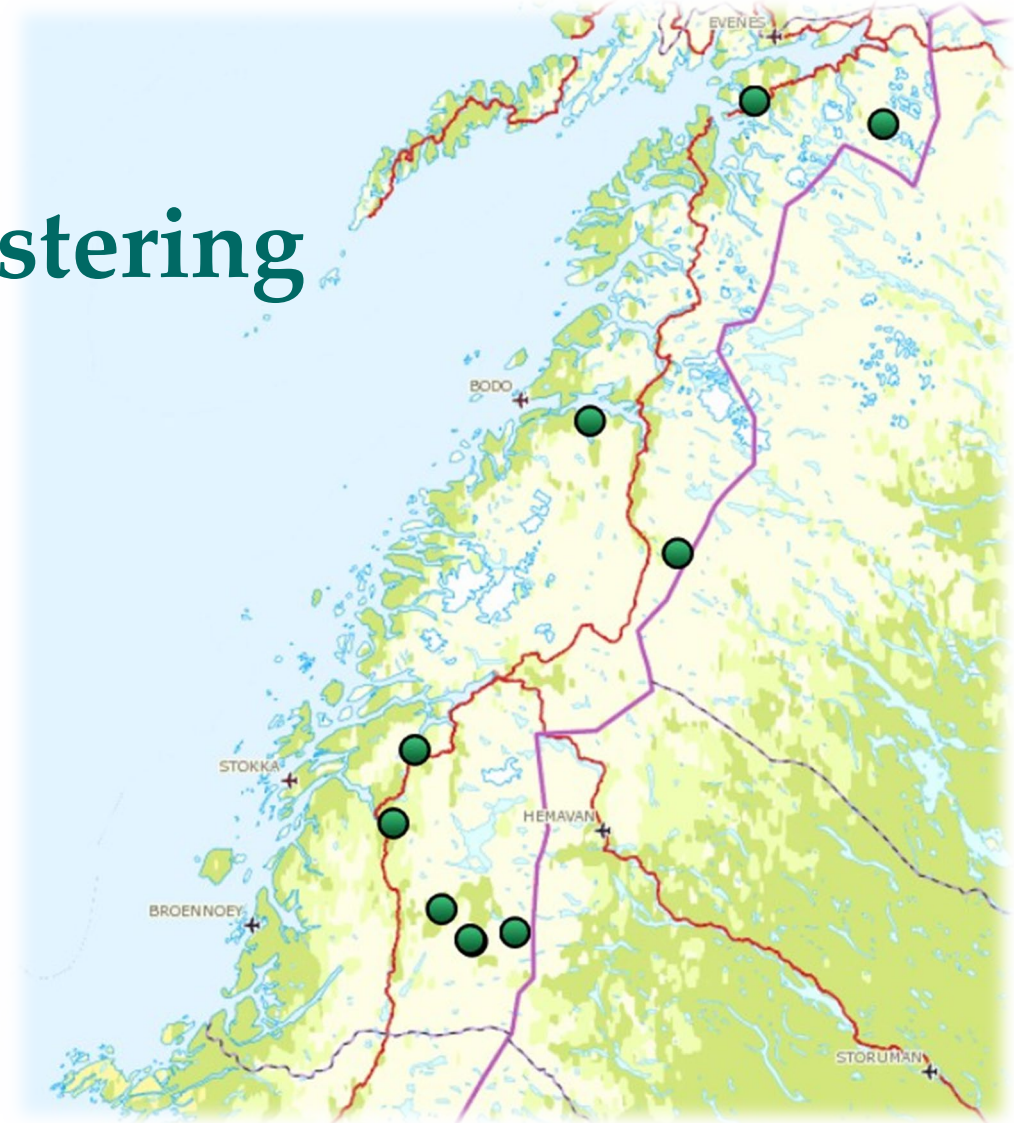 EVENES
stering
BODO
STOKKA
HEMAVAN
BROENNOEY
STORUMAN